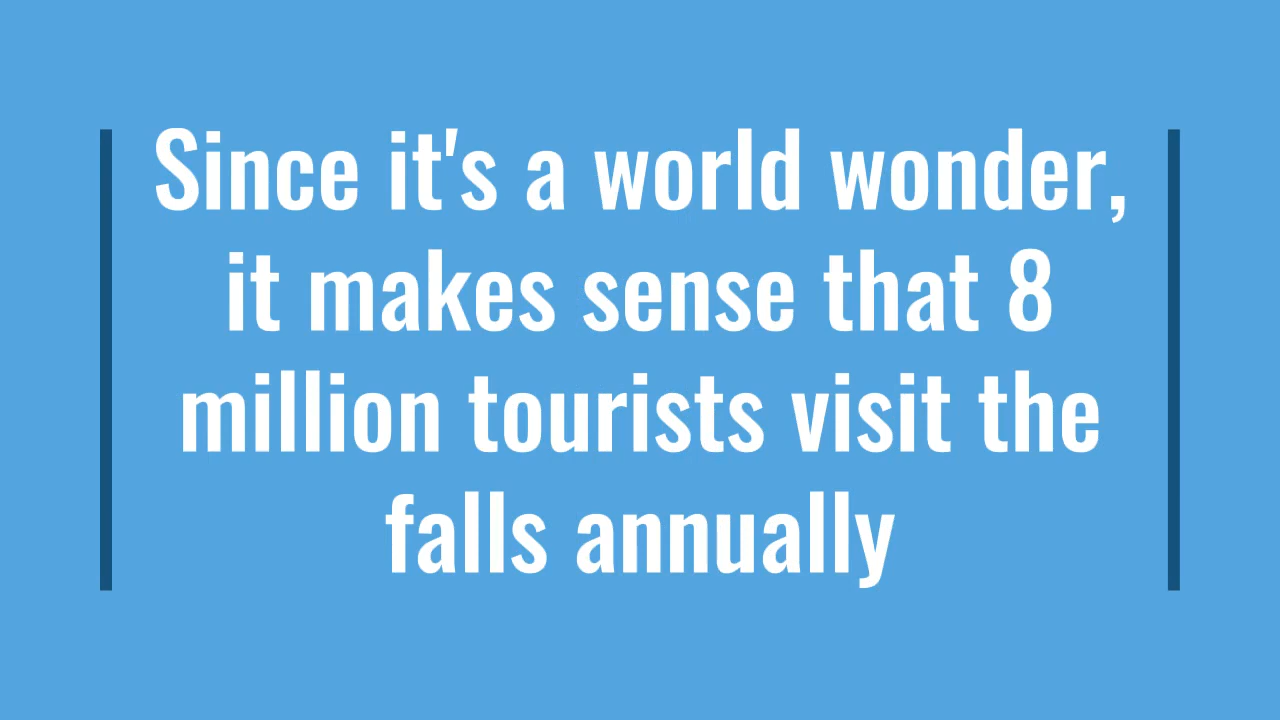 Since it's a world wonder,
it makes sense that 8
million tourists visit the
falls annually